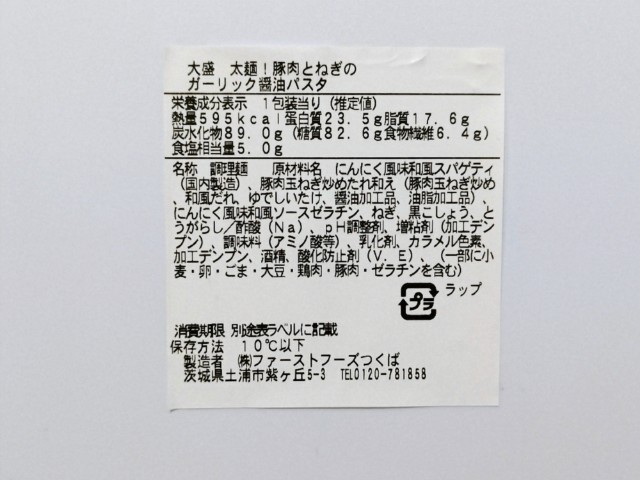 大盛　太麺！豚肉とねぎの
ガーリック醤油パスタ
栄養成分表示　１包装当り（推定値）
熱量５９５ｋｃａｌ蛋白質２３．５ｇ脂質１７．６ｇ
炭水化物８９．０ｇ（糖質８２．６ｇ食物繊維６．４ｇ）
食塩相当量５．０ｇ
名称　調理麺　　原材料名　にんにく風味和風スパゲティ
（国内製造）、豚肉玉ねぎ炒めたれ和え（豚肉玉ねぎ炒め
、和風だれ、ゆでしいたけ、醤油加工品、油脂加工品）、
にんにく風味和風ソースゼラチン、ねぎ、黒こしょう、と
うがらし／酢酸（Ｎａ）、ｐＨ調整剤、増粘剤（加工デン
プン）、調味料（アミノ酸等）、乳化剤、カラメル色素、
加工デンプン、酒精、酸化防止剤（Ｖ．Ｅ）、（一部に小
麦・卵・ごま・大豆・鶏肉・豚肉・ゼラチンを含む）
プラ ラップ
消費期限　別途表ラベルに記載
保存方法　１０℃以下
製造者　㈱ファーストフーズつくば
茨城県土浦市紫ヶ丘5-3　TEL0120-781858